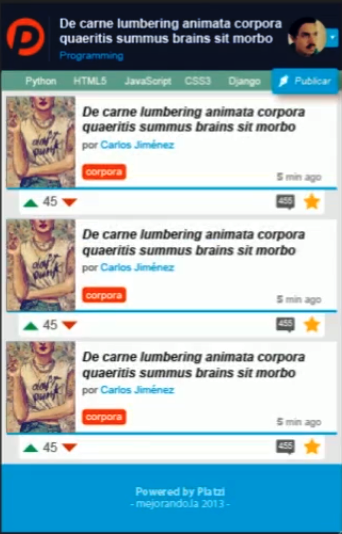 De carne lumbering animata corpora
quaeritis summus brains sit morbo
Programming
Python HTML5 JavaScript CSS3 Django Publicar
De carne lumbering animata corpora
quaeritis summus brains sit morbo
por Carlos Jiménez
corpora
5 min ago
45 455
De carne lumbering animata corpora
quaeritis summus brains sit morbo
por Carlos Jiménez
corpora
5 min ago
45 455
De carne lumbering animata corpora
quaeritis summus brains sit morbo
por Carlos Jiménez
corpora
5 min ago
45 455
Powered by Platzi
- mejorando.la 2013 -